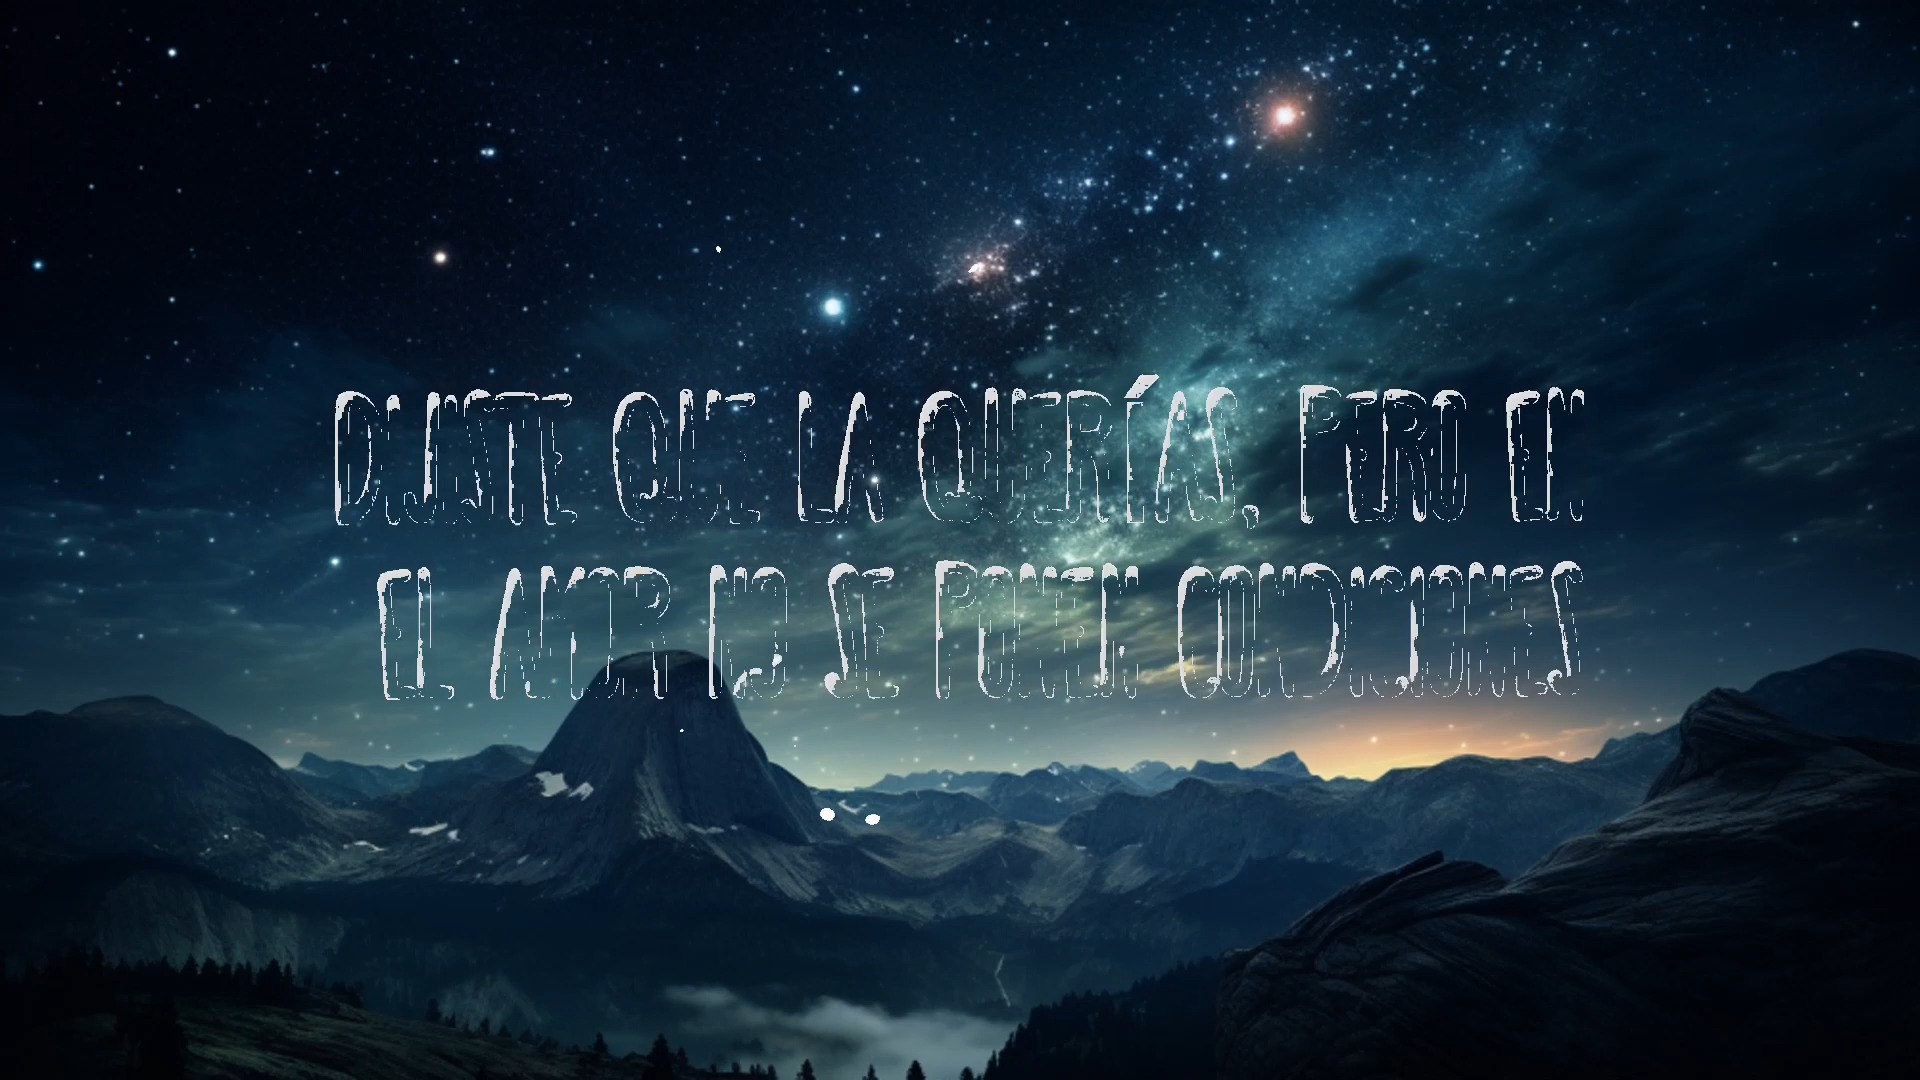 DIJISTE QUE LA QUERÍAS, PERO EN
EL AMOR NO SE PONEN CONDICIONES